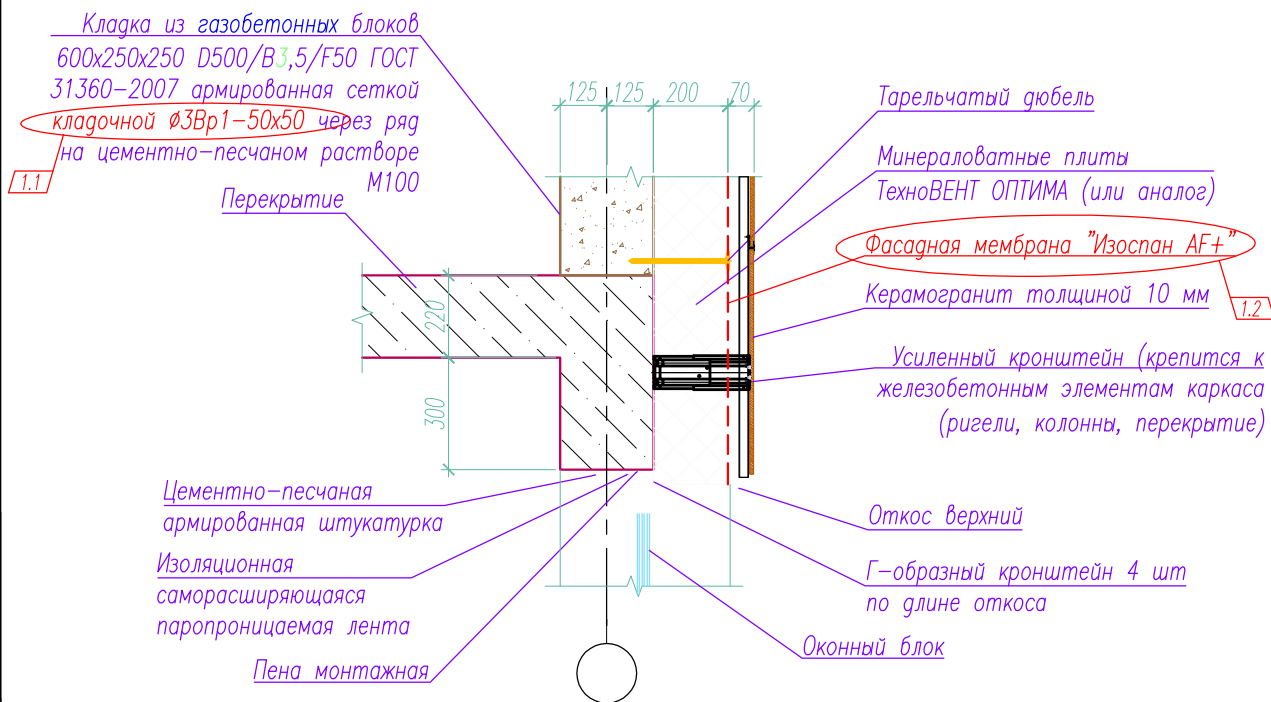 Кладка из газобетонных блоков
600x250x250 D500/B3,5/F50 ГОСТ
31360-2007 армированная сеткой
кладочной ø3Вр1-50x50 через ряд
на цементно-песчаном растворе
М100
1.1
Перекрытие
125 125 200 70
Тарельчатый дюбель
Минераловатные плиты
ТехноВЕНТ ОПТИМА (или аналог)
Фасадная мембрана "Изоспан AF+"
1.2
Керамогранит толщиной 10 мм
Усиленный кронштейн (крепится к
железобетонным элементам каркаса
(ригели, колонны, перекрытие)
220
300
Цементно-песчаная
армированная штукатурка
Изоляционная
саморасширяющаяся
паропроницаемая лента
Пена монтажная
Откос верхний
Г-образный кронштейн 4 шт
по длине откоса
Оконный блок